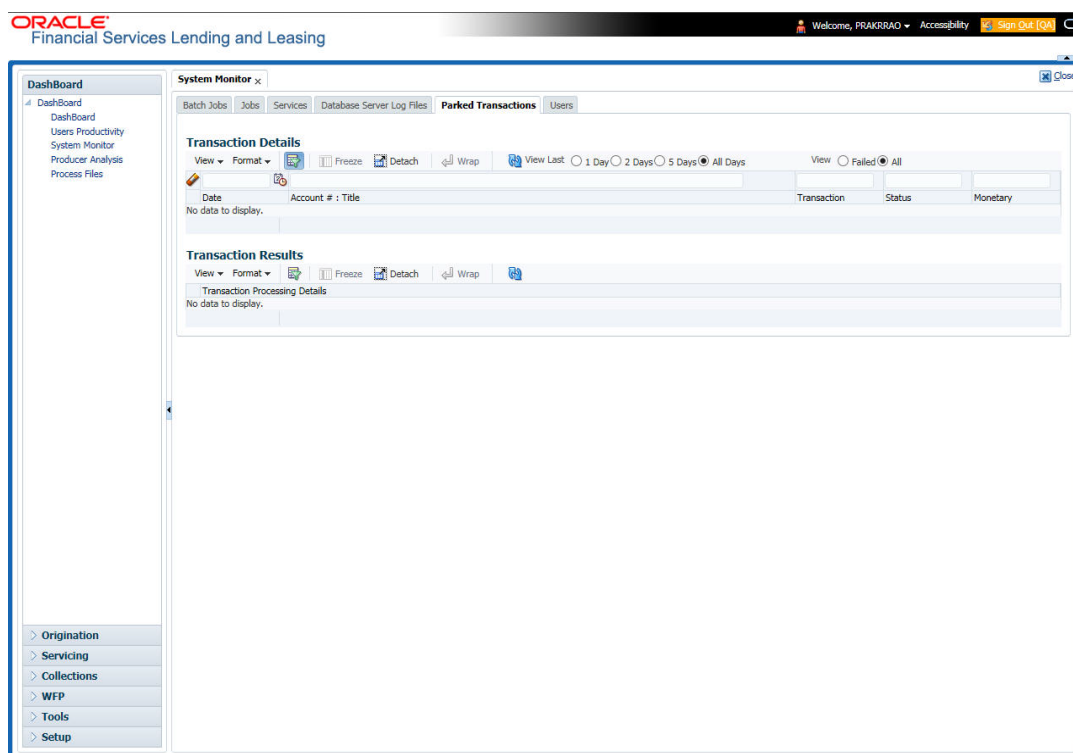 ORACLE
Financial Services Lending and Leasing
Welcome, PRAKRRAO Accessibility Sign Out [QA]
DashBoard
DashBoard
DashBoard
Users Productivity
System Monitor
Producer Analysis
Process Files
Origination
Servicing
Collections
WFP
Tools
Setup
System Monitor x
Close
Batch Jobs Jobs Services Database Server Log Files Parked Transactions Users
Transaction Details
View Format Freeze Detach Wrap View Last 1 Day 2 Days 5 Days All Days View Failed All
Date Account # : Title Transaction Status Monetary
No data to display.
Transaction Results
View Format Freeze Detach Wrap
Transaction Processing Details
No data to display.